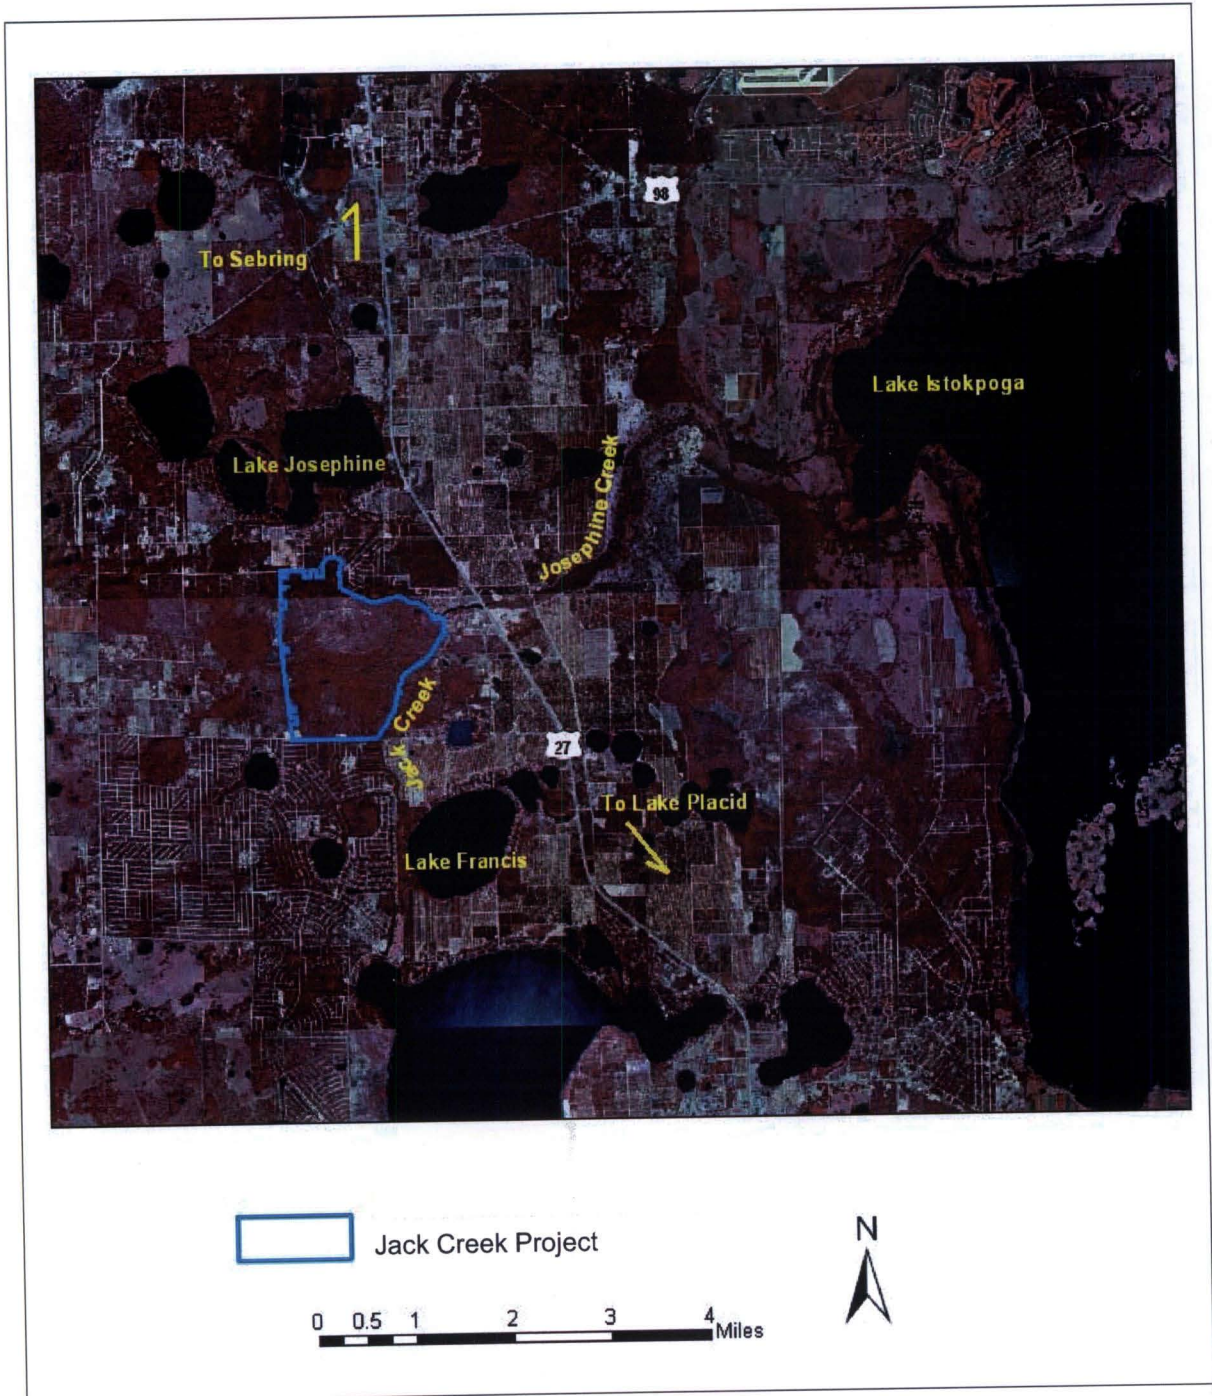 98
To Sebring
Lake Istokpoga
Lake Josephine
Josephine Creek
Jack Creek
27
To Lake Placid
Lake Francis
Jack Creek Project
N
0 0.5 1 2 3 4
Miles